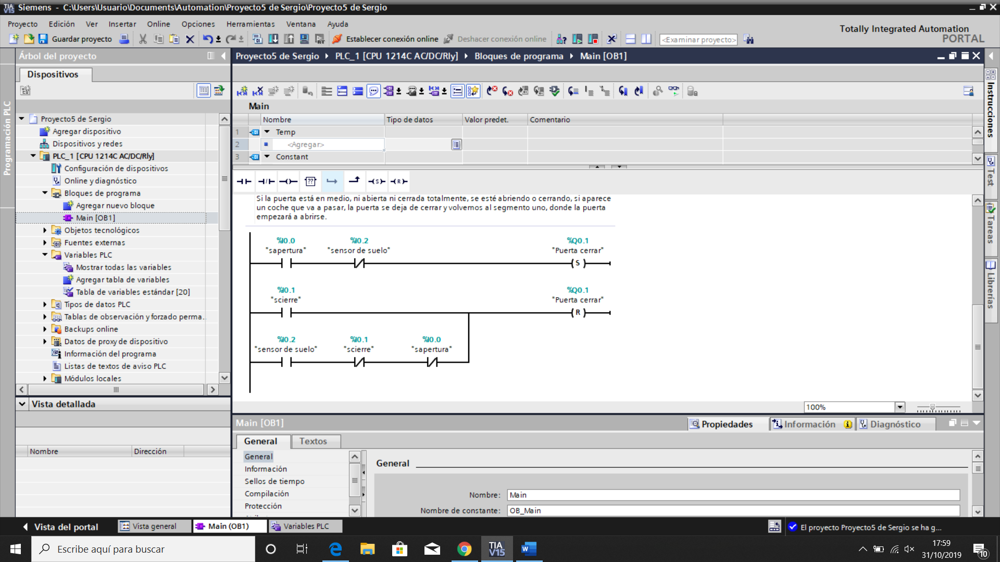 TIA V15 Siemens - C:\Users\Usuario\Documents\Automation\Proyecto5 de Sergio\Proyecto5 de Sergio
Proyecto Edición Ver Insertar Online Opciones Herramientas Ventana Ayuda
Totally Integrated Automation
PORTAL
Guardar proyecto Establecer conexión online Deshacer conexión online <Examinar proyecto>
Árbol del proyecto
Proyecto5 de Sergio PLC_1 [CPU 1214C AC/DC/Rly] Bloques de programa Main [OB1]
Dispositivos
Programación PLC
Proyecto5 de Sergio
Agregar dispositivo
Dispositivos y redes
PLC_1 [CPU 1214C AC/DC/Rly]
Configuración de dispositivos
Online y diagnóstico
Bloques de programa
Agregar nuevo bloque
Main [OB1]
Objetos tecnológicos
Fuentes externas
Variables PLC
Mostrar todas las variables
Agregar tabla de variables
Tabla de variables estándar [20]
Tipos de datos PLC
Tablas de observación y forzado perma..
Backups online
Datos de proxy de dispositivo
Información del programa
Listas de textos de aviso PLC
Módulos locales
Vista detallada
Nombre Dirección
Main
Nombre Tipo de datos Valor predet. Comentario
1 Temp
2 <Agregar>
3 Constant
Si la puerta está en medio, ni abierta ni cerrada totalmente, se esté abriendo o cerrando, si aparece
un coche que va a pasar, la puerta se deja de cerrar y volvemos al segmento uno, donde la puerta
empezará a abrirse.
%I0.0 %I0.2 %Q0.1
"sapertura" "sensor de suelo" "Puerta cerrar"
S
%I0.1 %Q0.1
"scierre" "Puerta cerrar"
R
%I0.2 %I0.1 %I0.0
"sensor de suelo" "scierre" "sapertura"
100%
Instrucciones
Test
Tareas
Librerías
Main [OB1] Propiedades Información Diagnóstico
General Textos
General
Información
Sellos de tiempo
Compilación
Protección
General
Nombre: Main
Nombre de constante: OB_Main
Vista del portal Vista general Main (OB1) Variables PLC El proyecto Proyecto5 de Sergio se ha g...
Escribe aquí para buscar
TIA V15
17:59
31/10/2019
10